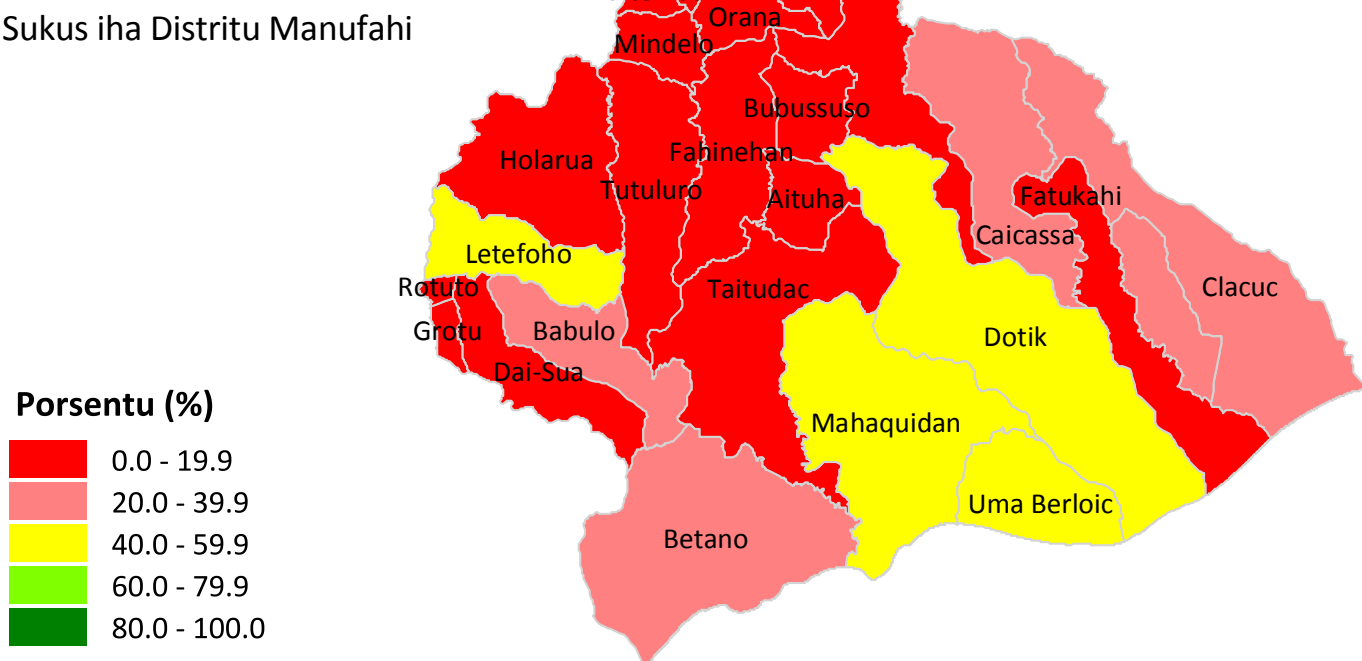 Sukus iha Distritu Manufahi
Orana
Mindelo
Bubussuso
Fahinehan
Holarua
Tutuluro
Aituha
Fatukahi
Caicassa
Letefoho
Rotuto
Taitudac
Clacuc
Grotu
Babulo
Dotik
Dai-Sua
Mahaquidan
Uma Berloic
Betano
Porsentu (%)
0.0 - 19.9
20.0 - 39.9
40.0 - 59.9
60.0 - 79.9
80.0 - 100.0